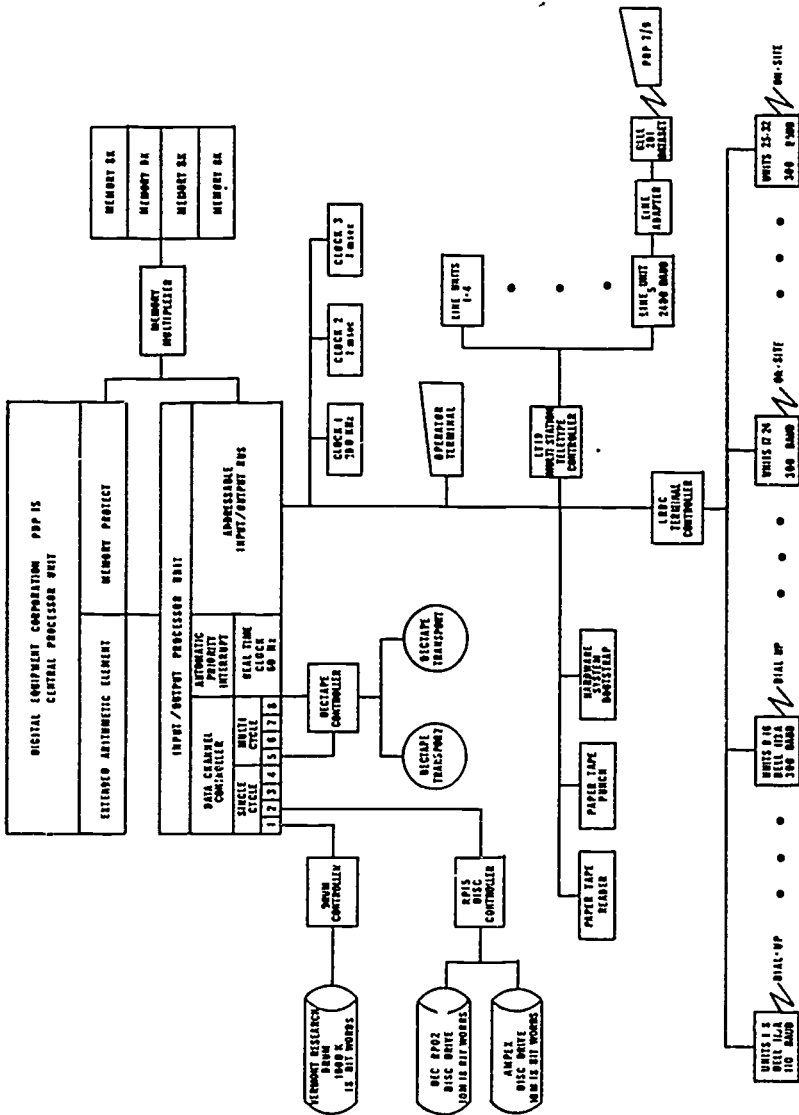 DIGITAL EQUIPMENT CORPORATION PDP 15
CENTRAL PROCESSOR UNIT
EXTENDED ARITHMETIC ELEMENT
MEMORY PROTECT
MEMORY 8K
MEMORY 8K
MEMORY 8K
MEMORY 8K
MEMORY
MULTIPLEXER
INPUT/OUTPUT PROCESSOR UNIT
DATA CHANNEL
CONTROLLER
AUTOMATIC
PRIORITY
INTERRUPT
ADDRESSABLE
INPUT/OUTPUT BUS
SINGLE
CYCLE
MULTI
CYCLE
REAL TIME
CLOCK
60 Hz
1 2 3 4 5 6 7 8
CLOCK 1
CLOCK 2
CLOCK 3
DRUM
CONTROLLER
VERMONT RESEARCH
DRUM
1000 K
18 BIT WORDS
RP15
DISC
CONTROLLER
DEC RP02
DISC DRIVE
10M 18 BIT WORDS
AMPEX
DISC DRIVE
10M 18 BIT WORDS
DECTAPE CONTROLLER
DECTAPE
TRANSPORT
DECTAPE
TRANSPORT
OPERATOR
TERMINAL
LT19
MULTI STATION
TELETYPE
CONTROLLER
LINE UNITS
1-4
LINE UNIT
5
2400 BAUD
LINE
ADAPTER
BELL
201
DATASET
PAPER TAPE
READER
PAPER TAPE
PUNCH
HARDWARE
SYSTEM
BOOTSTRAP
LRDC
TERMINAL
CONTROLLER
UNITS 1 8
BELL
110 BAUD
DIAL-UP
UNITS 8 16
BELL 113A
300 BAUD
DIAL UP
UNITS 17 24
300 BAUD
ON-SITE
UNITS 25-32
300
ON-SITE